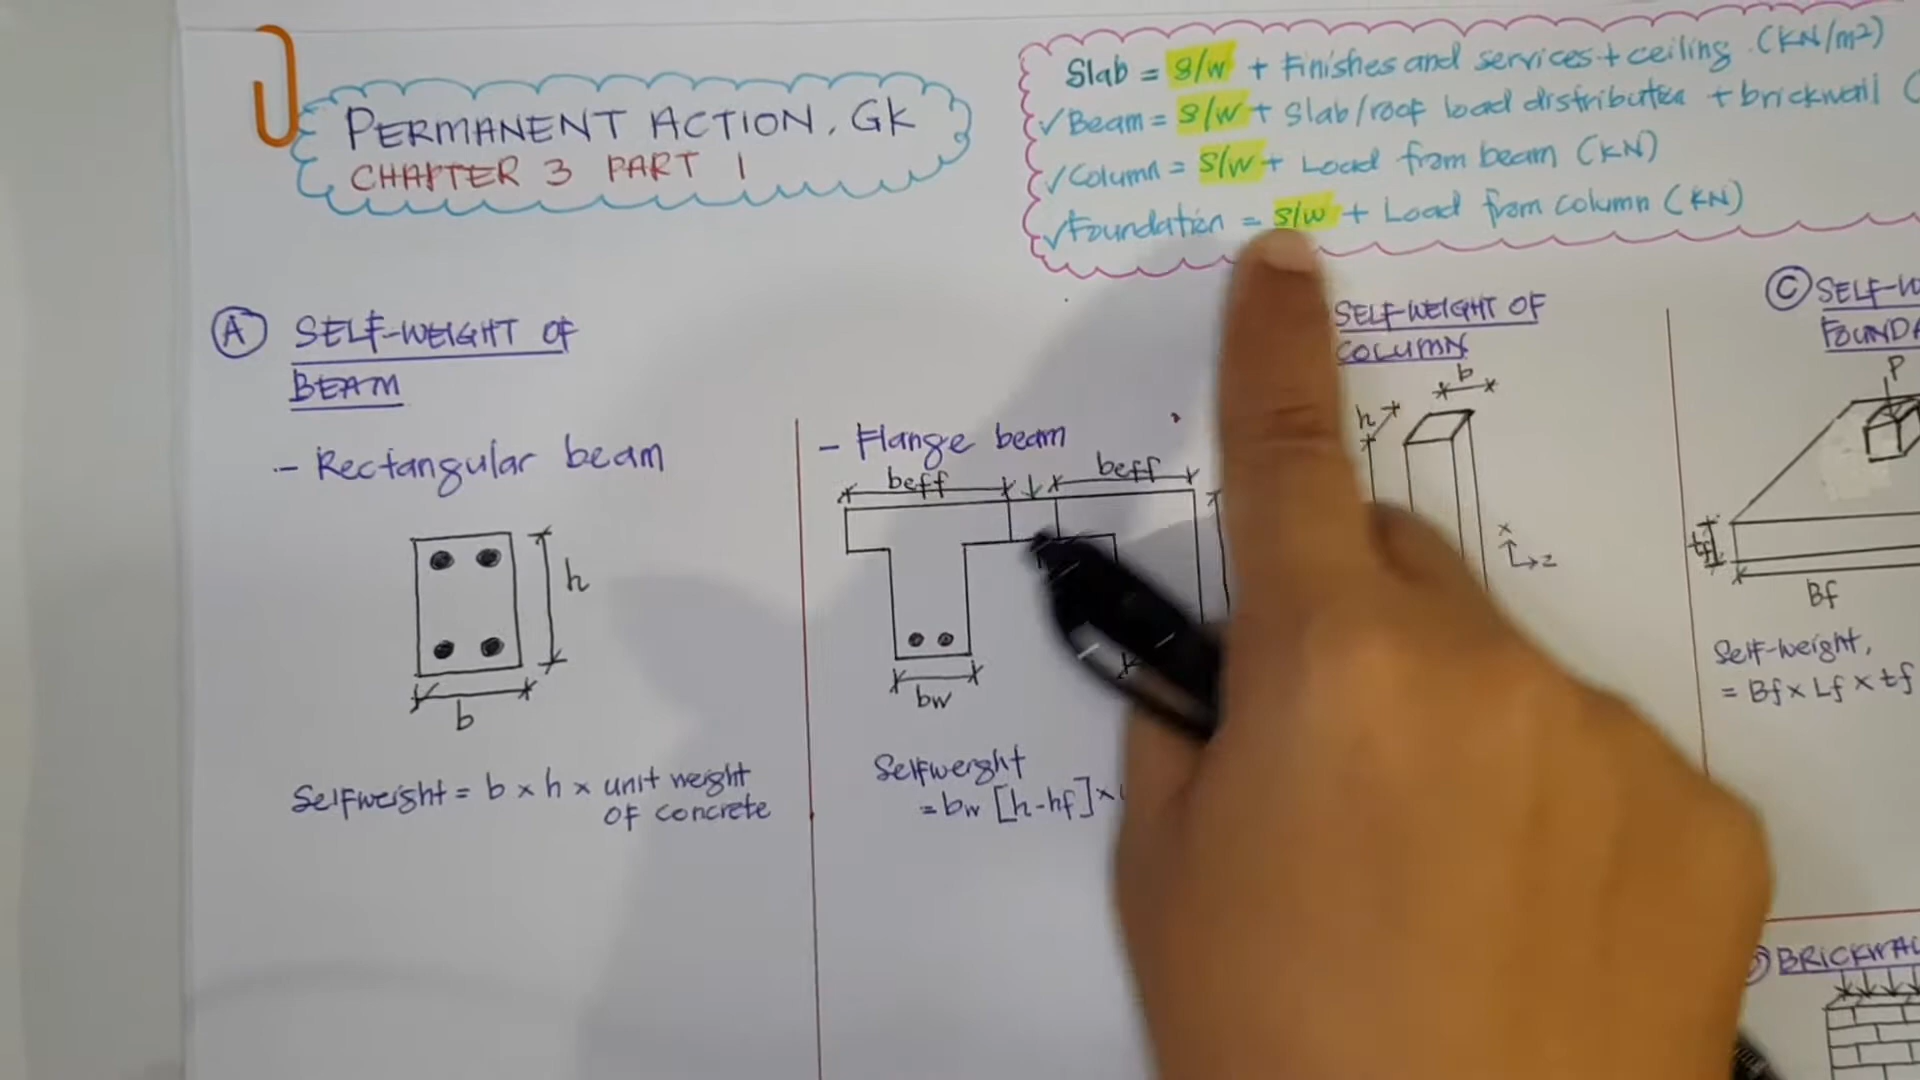 PERMANENT ACTION, GK
CHAPTER 3 PART 1
Slab = S/W + Finishes and services + ceiling (KN/m²)
✓Beam = S/W + Slab/roof load distribution + brickwall (
✓Column = S/W + Load from beam (KN)
✓Foundation = S/W + Load from column (KN)
A SELF-WEIGHT OF
BEAM
- Rectangular beam
h
b
Selfweight = b x h x unit weight
OF concrete
- Flange beam
beff
beff
bw
Selfweight
= bw [h-hf] x
SELF-WEIGHT OF
COLUMN
b
h
x
z
C SELF-W
FOUNDA
P
tf
Bf
Self-weight,
= Bf x Lf x tf
BRICKWAL